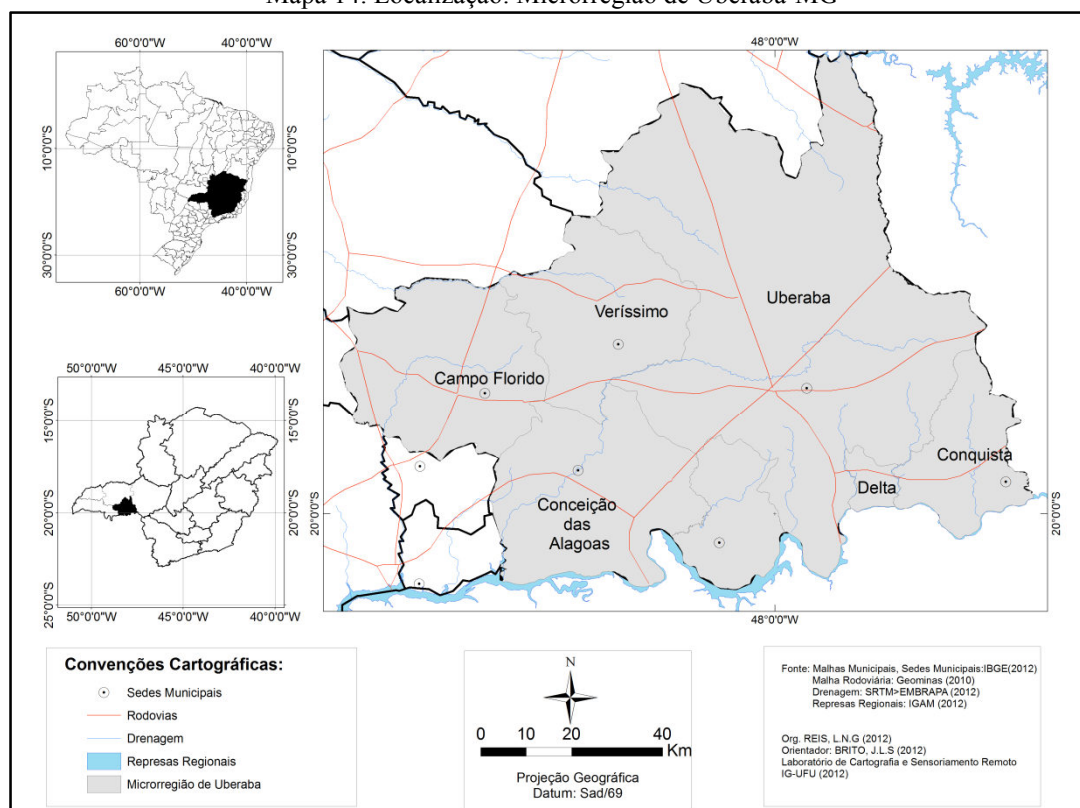 Mapa 14: Localização: Microrregião de Uberaba-MG
60°0'0"W 40°0'0"W
10°0'0"S
30°0'0"S
10°0'0"S
30°0'0"S
60°0'0"W 40°0'0"W
50°0'0"W 45°0'0"W 40°0'0"W
15°0'0"S
20°0'0"S
25°0'0"S
15°0'0"S
20°0'0"S
25°0'0"S
50°0'0"W 45°0'0"W 40°0'0"W
48°0'0"W
Uberaba
Veríssimo
Campo Florido
Conquista
Delta
Conceição
das
Alagoas
20°0'0"S
20°0'0"S
48°0'0"W
Convenções Cartográficas:
Sedes Municipais
Rodovias
Drenagem
Represas Regionais
Microrregião de Uberaba
N
0 10 20 40
Km
Projeção Geográfica
Datum: Sad/69
Fonte: Malhas Municipais, Sedes Municipais:IBGE(2012)
Malha Rodoviária: Geominas (2010)
Drenagem: SRTM>EMBRAPA (2012)
Represas Regionais: IGAM (2012)
Org. REIS, L.N.G (2012)
Orientador: BRITO, J.L.S (2012)
Laboratório de Cartografia e Sensoriamento Remoto
IG-UFU (2012)